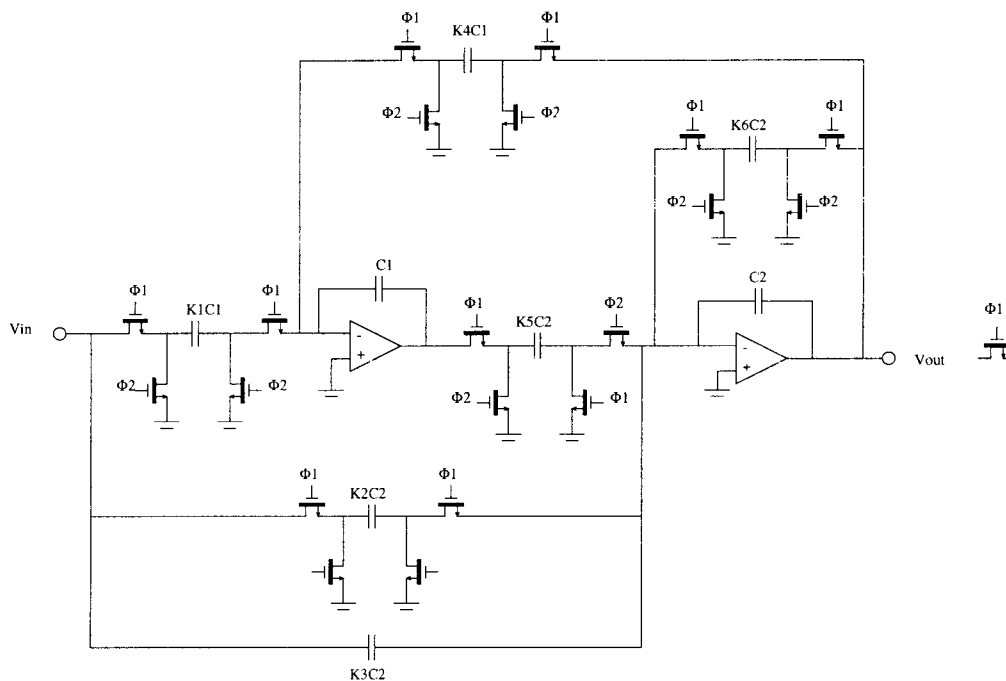 Φ1 K4C1 Φ1
Φ2 Φ2
Φ1 K6C2 Φ1
Φ2 Φ2
Vin Φ1 K1C1 Φ1
C1
-
+
Φ2 Φ2
Φ1 K5C2 Φ2
C2
-
+
Vout
Φ1
Φ2 Φ1
Φ1 K2C2 Φ1
K3C2